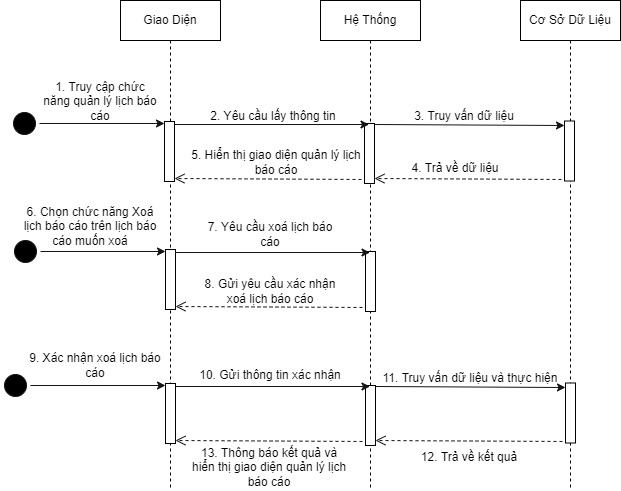 Giao Diện
Hệ Thống
Cơ Sở Dữ Liệu
1. Truy cập chức
năng quản lý lịch báo
cáo
2. Yêu cầu lấy thông tin
3. Truy vấn dữ liệu
5. Hiển thị giao diện quản lý lịch
báo cáo
4. Trả về dữ liệu
6. Chọn chức năng Xoá
lịch báo cáo trên lịch báo
cáo muốn xoá
7. Yêu cầu xoá lịch báo
cáo
8. Gửi yêu cầu xác nhận
xoá lịch báo cáo
9. Xác nhận xoá lịch báo
cáo
10. Gửi thông tin xác nhận
11. Truy vấn dữ liệu và thực hiện
13. Thông báo kết quả và
hiển thị giao diện quản lý lịch
báo cáo
12. Trả về kết quả